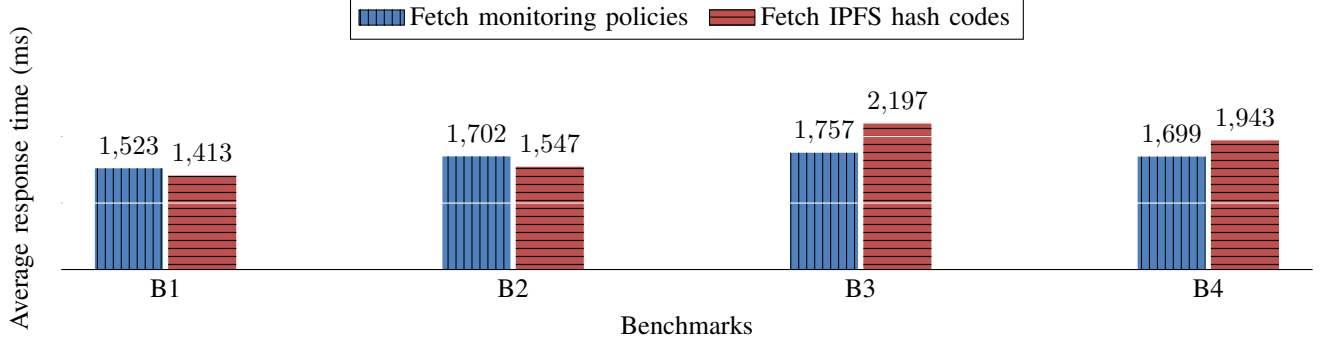 Fetch monitoring policies Fetch IPFS hash codes
Average response time (ms)
1,523 1,413 1,702 1,547 1,757 2,197 1,699 1,943
B1 B2 B3 B4
Benchmarks